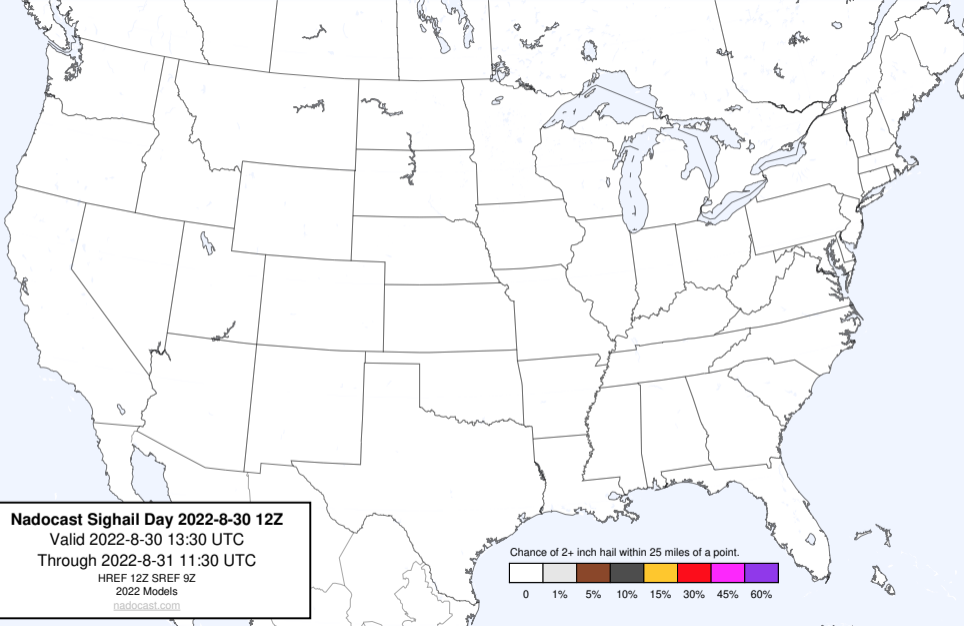 Nadocast Sighail Day 2022-8-30 12Z
Valid 2022-8-30 13:30 UTC
Through 2022-8-31 11:30 UTC
HREF 12Z SREF 9Z
2022 Models
nadocast.com
Chance of 2+ inch hail within 25 miles of a point.
0 1% 5% 10% 15% 30% 45% 60%